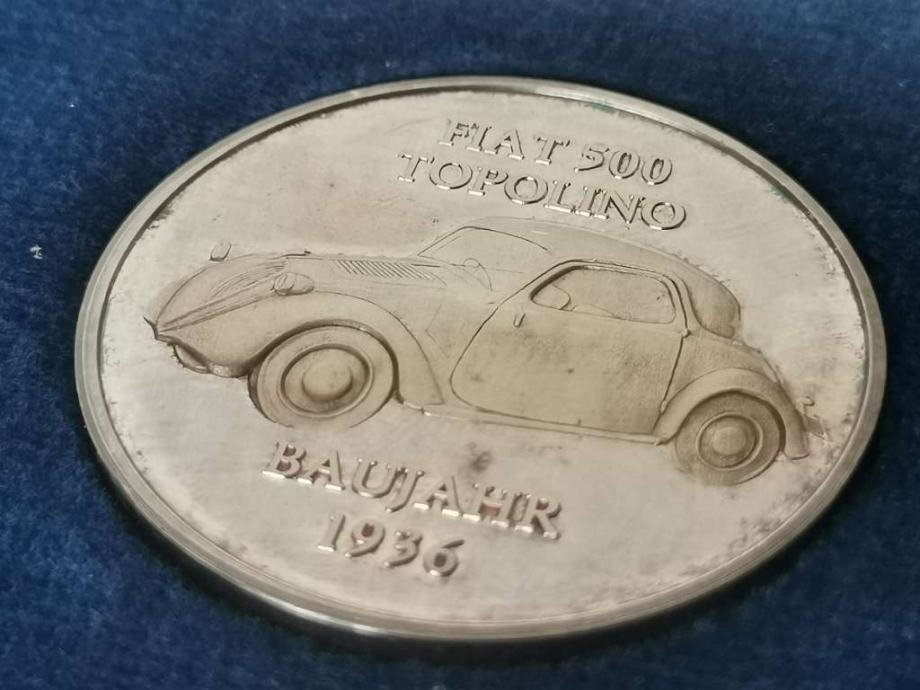 FIAT 500
TOPOLINO
BAUJAHR
1936